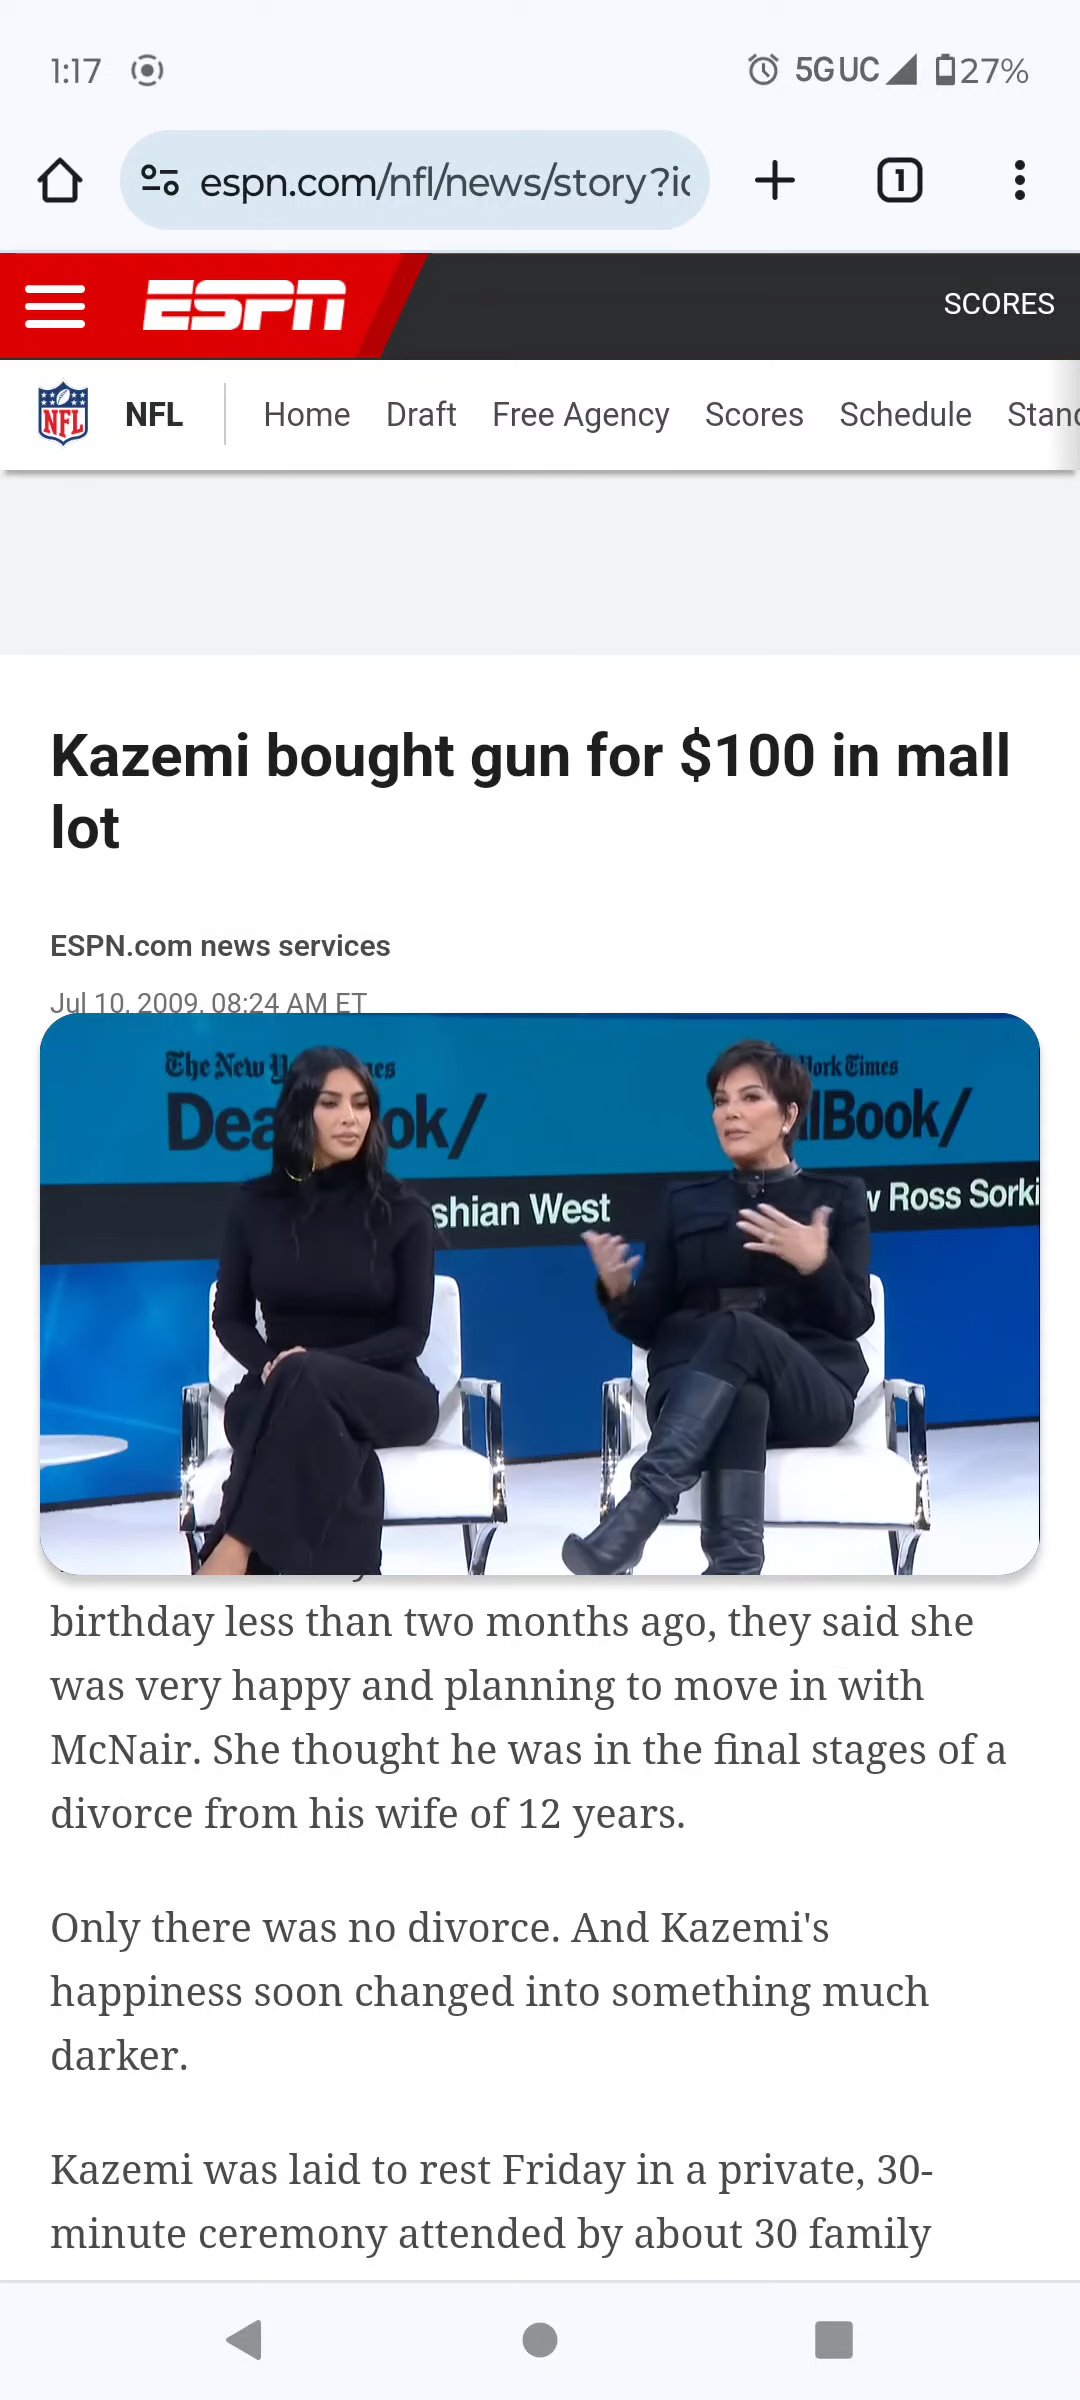 1:17 5G UC 27%
espn.com/nfl/news/story?i
1
ESPN SCORES
NFL NFL Home Draft Free Agency Scores Schedule Stan
Kazemi bought gun for $100 in mall
lot
ESPN.com news services
Jul 10, 2009, 08:24 AM ET
The New Y mes
Dea ok/
shian West
York Times
lBook/
w Ross Sorki
birthday less than two months ago, they said she
was very happy and planning to move in with
McNair. She thought he was in the final stages of a
divorce from his wife of 12 years.
Only there was no divorce. And Kazemi's
happiness soon changed into something much
darker.
Kazemi was laid to rest Friday in a private, 30-
minute ceremony attended by about 30 family